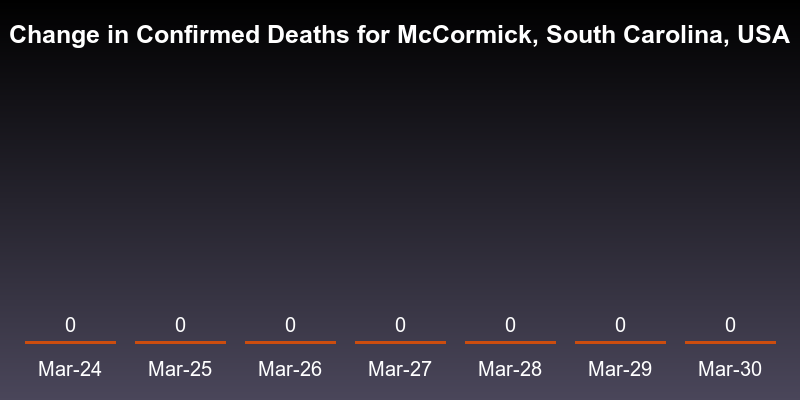 Change in Confirmed Deaths for McCormick, South Carolina, USA
0 0 0 0 0 0 0
Mar-24 Mar-25 Mar-26 Mar-27 Mar-28 Mar-29 Mar-30